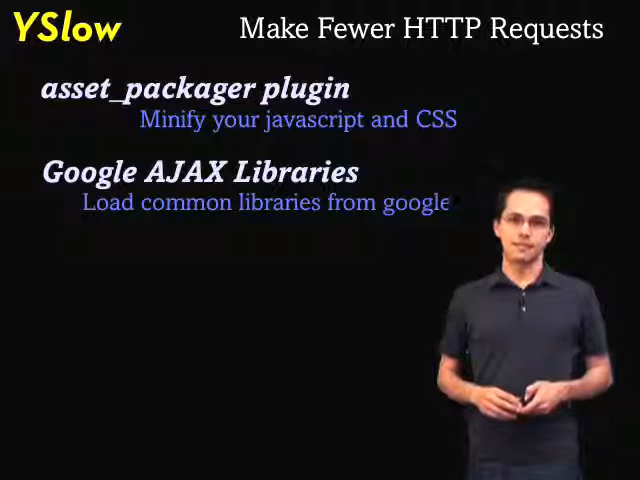 YSlow
Make Fewer HTTP Requests
asset_packager plugin
Minify your javascript and CSS
Google AJAX Libraries
Load common libraries from google